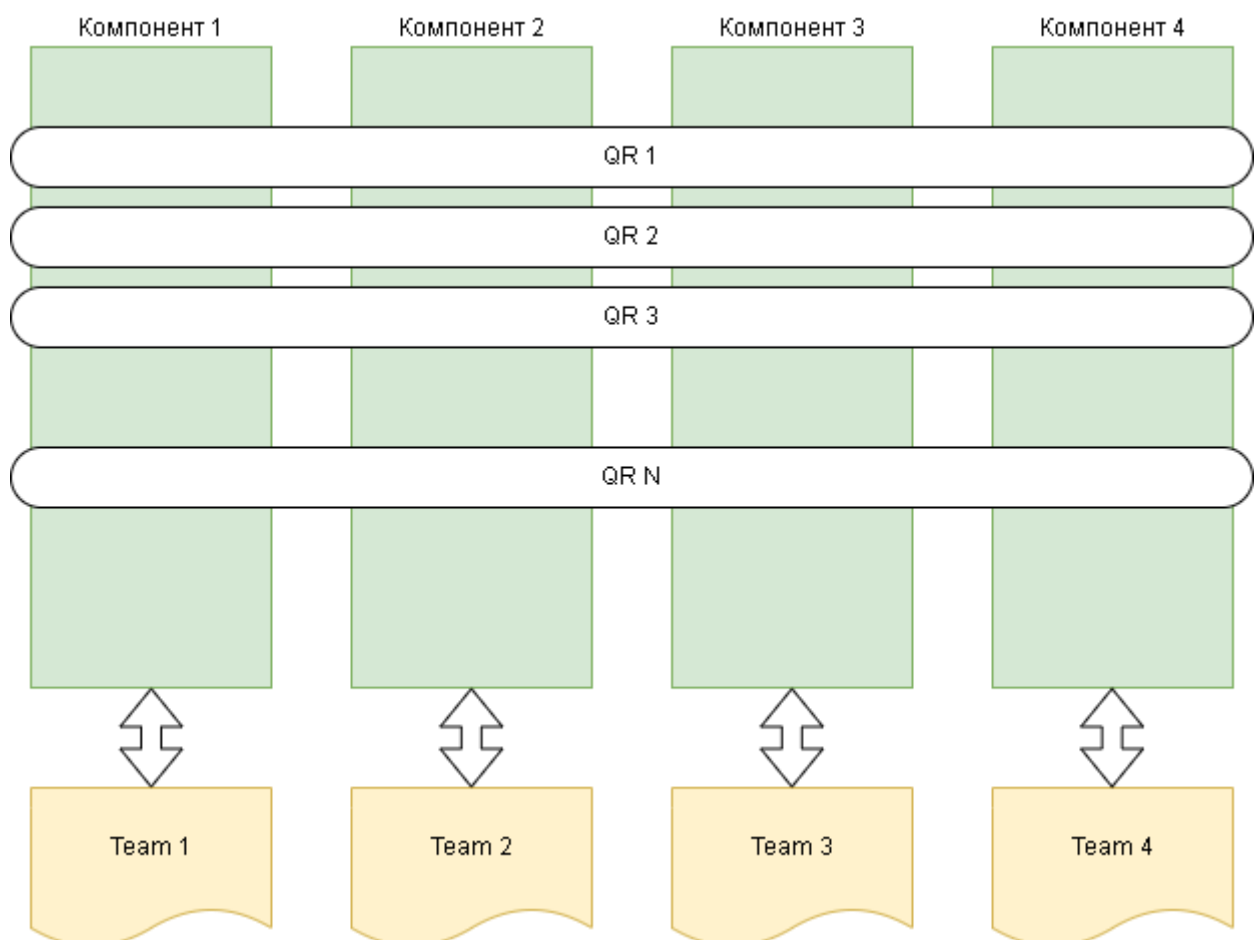 Компонент 1
Компонент 2
Компонент 3
Компонент 4
QR 1
QR 2
QR 3
QR N
Team 1
Team 2
Team 3
Team 4